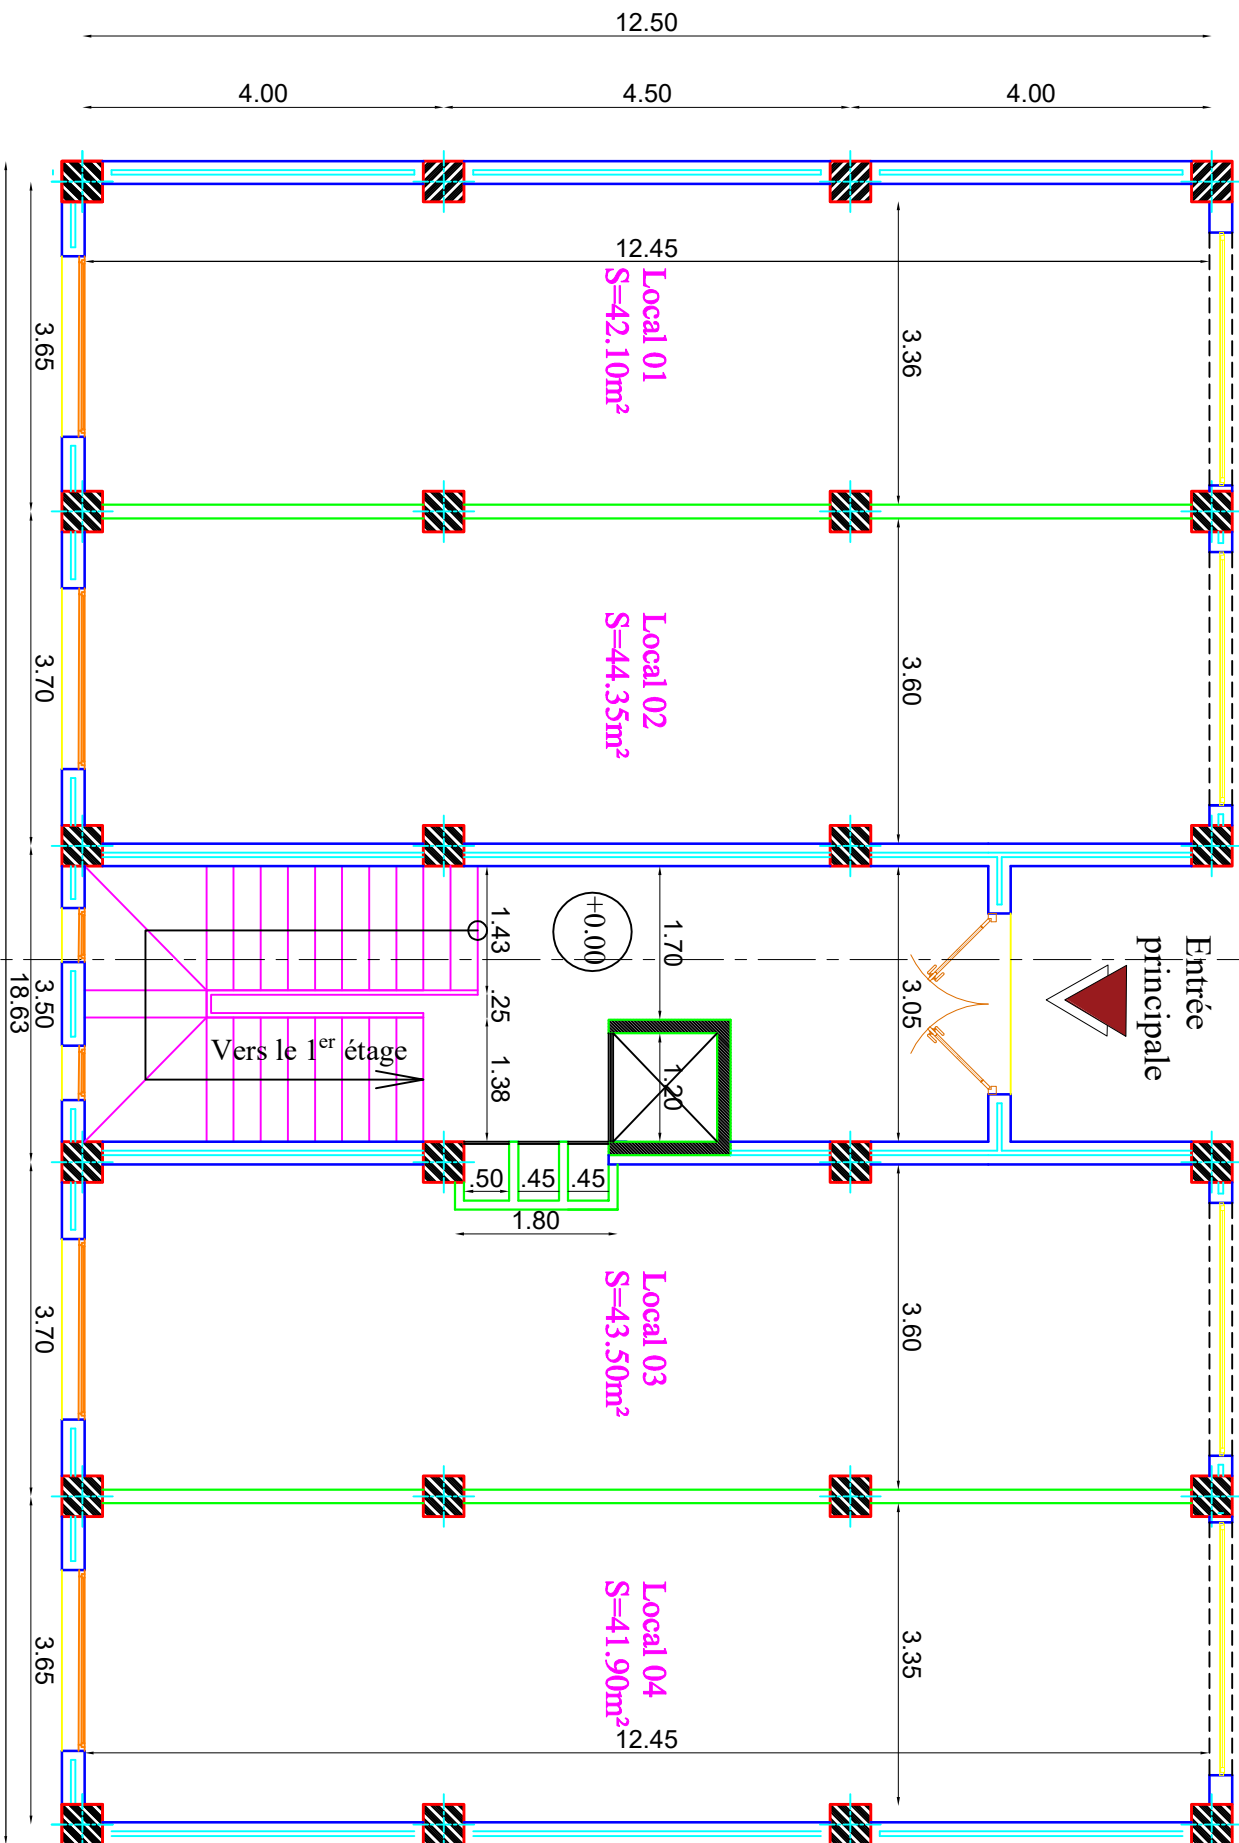 12.50
4.00
4.50
4.00
12.45
Local 01
S=42.10m²
3.36
3.65
Local 02
S=44.35m²
3.60
3.70
Entrée
principale
+0.00
1.70
3.05
1.43
.25
1.38
1.20
Vers le 1er étage
3.50
18.63
.50
.45
.45
1.80
Local 03
S=43.50m²
3.60
3.70
Local 04
S=41.90m²
3.35
3.65
12.45